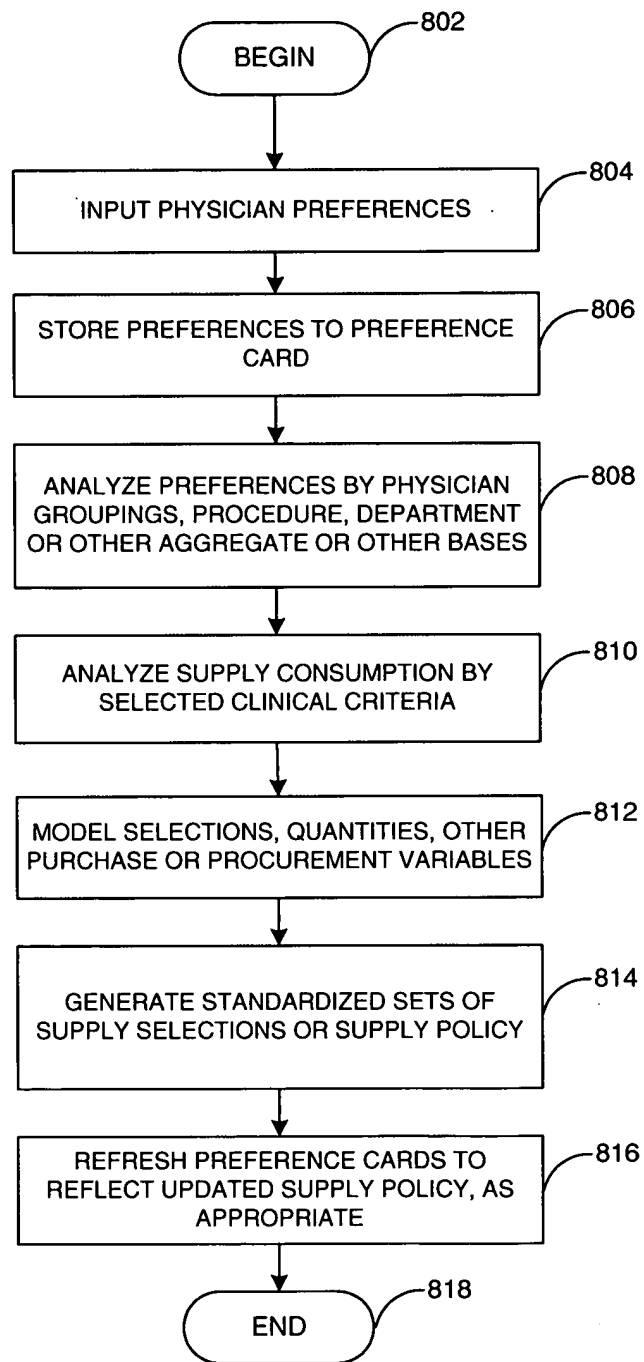 BEGIN
802
INPUT PHYSICIAN PREFERENCES
804
STORE PREFERENCES TO PREFERENCE
CARD
806
ANALYZE PREFERENCES BY PHYSICIAN
GROUPINGS, PROCEDURE, DEPARTMENT
OR OTHER AGGREGATE OR OTHER BASES
808
ANALYZE SUPPLY CONSUMPTION BY
SELECTED CLINICAL CRITERIA
810
MODEL SELECTIONS, QUANTITIES, OTHER
PURCHASE OR PROCUREMENT VARIABLES
812
GENERATE STANDARDIZED SETS OF
SUPPLY SELECTIONS OR SUPPLY POLICY
814
REFRESH PREFERENCE CARDS TO
REFLECT UPDATED SUPPLY POLICY, AS
APPROPRIATE
816
END
818